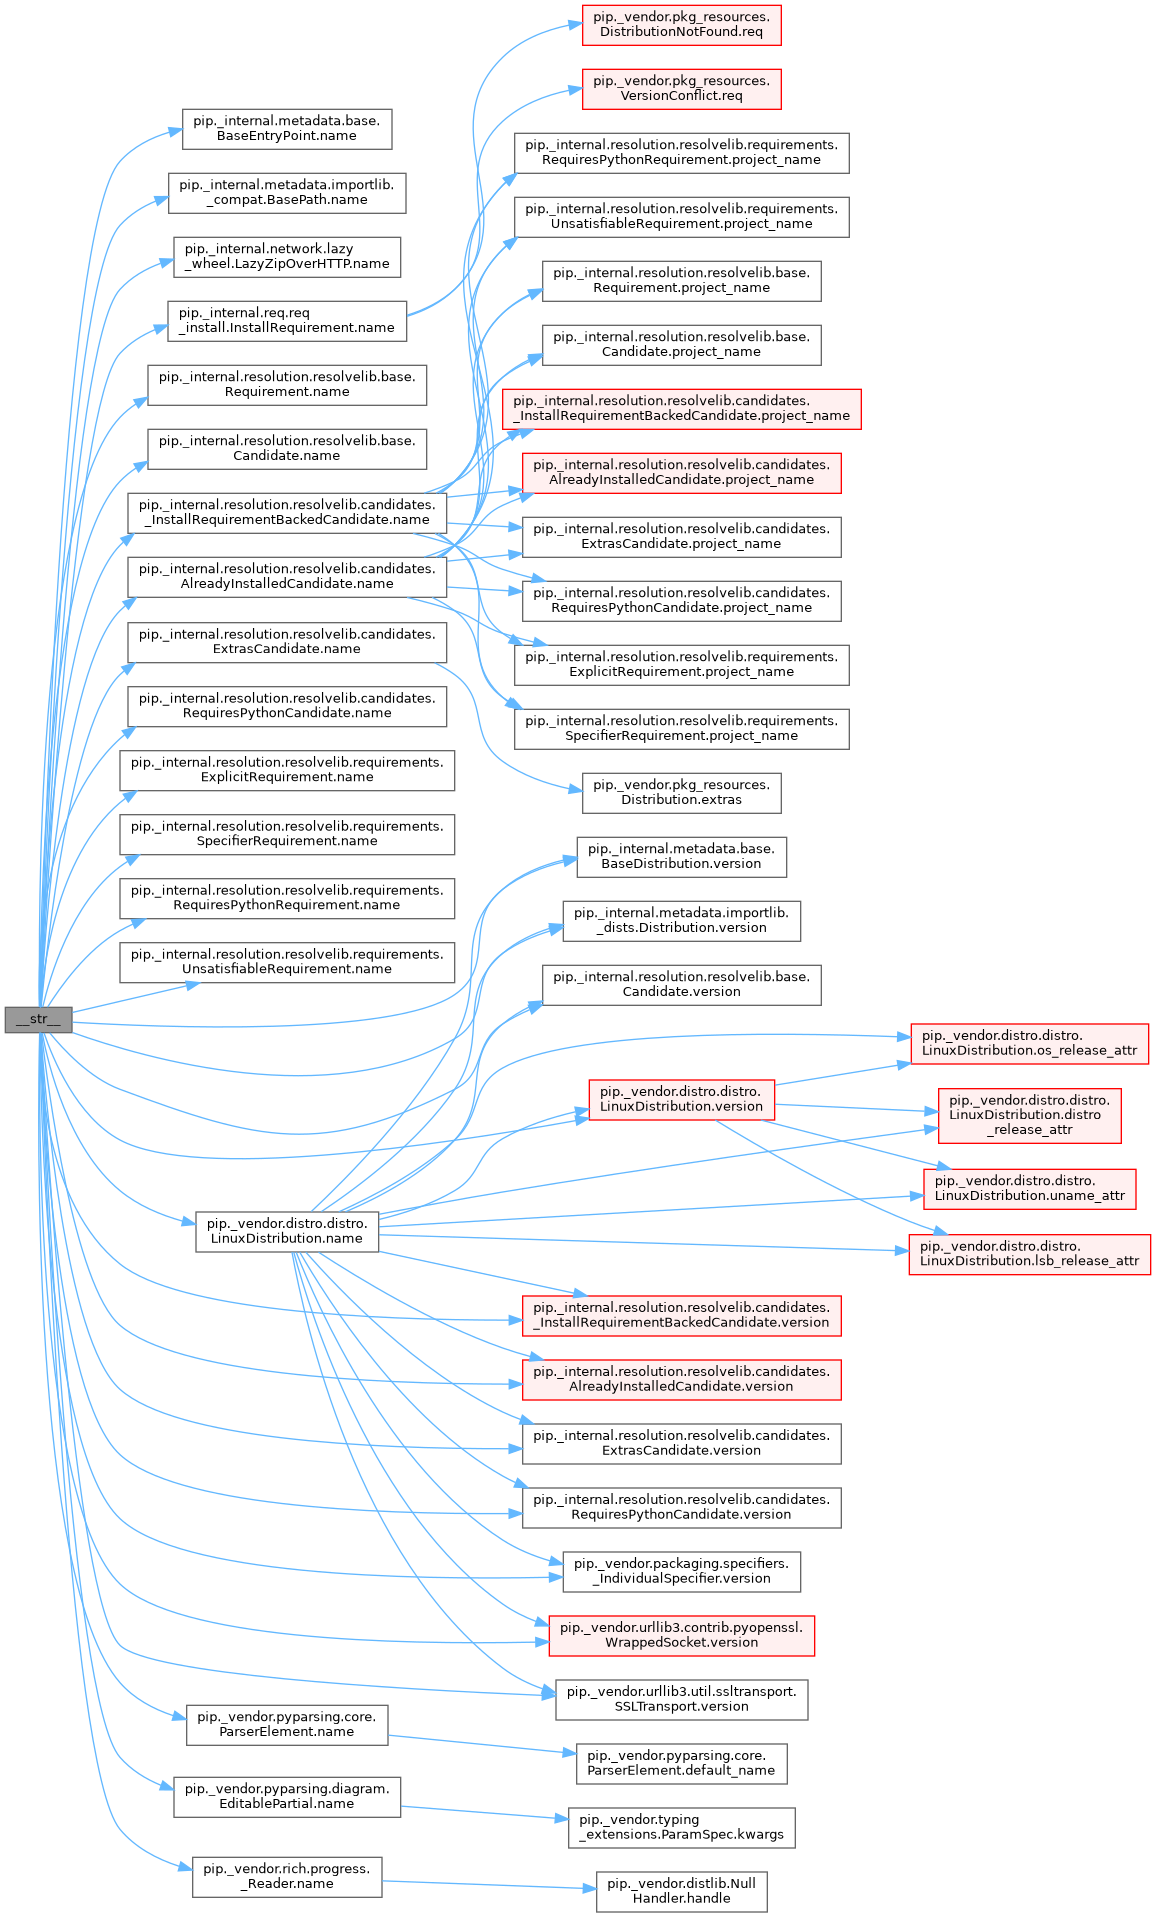 __str__
pip._internal.metadata.base.
BaseEntryPoint.name
pip._internal.metadata.importlib.
_compat.BasePath.name
pip._internal.network.lazy
_wheel.LazyZipOverHTTP.name
pip._internal.req.req
_install.InstallRequirement.name
pip._internal.resolution.resolvelib.base.
Requirement.name
pip._internal.resolution.resolvelib.base.
Candidate.name
pip._internal.resolution.resolvelib.candidates.
_InstallRequirementBackedCandidate.name
pip._internal.resolution.resolvelib.candidates.
AlreadyInstalledCandidate.name
pip._internal.resolution.resolvelib.candidates.
ExtrasCandidate.name
pip._internal.resolution.resolvelib.candidates.
RequiresPythonCandidate.name
pip._internal.resolution.resolvelib.requirements.
ExplicitRequirement.name
pip._internal.resolution.resolvelib.requirements.
SpecifierRequirement.name
pip._internal.resolution.resolvelib.requirements.
RequiresPythonRequirement.name
pip._internal.resolution.resolvelib.requirements.
UnsatisfiableRequirement.name
pip._vendor.distro.distro.
LinuxDistribution.name
pip._vendor.pyparsing.core.
ParserElement.name
pip._vendor.pyparsing.diagram.
EditablePartial.name
pip._vendor.rich.progress.
_Reader.name
pip._vendor.pkg_resources.
DistributionNotFound.req
pip._vendor.pkg_resources.
VersionConflict.req
pip._internal.resolution.resolvelib.requirements.
RequiresPythonRequirement.project_name
pip._internal.resolution.resolvelib.requirements.
UnsatisfiableRequirement.project_name
pip._internal.resolution.resolvelib.base.
Requirement.project_name
pip._internal.resolution.resolvelib.base.
Candidate.project_name
pip._internal.resolution.resolvelib.candidates.
_InstallRequirementBackedCandidate.project_name
pip._internal.resolution.resolvelib.candidates.
AlreadyInstalledCandidate.project_name
pip._internal.resolution.resolvelib.candidates.
ExtrasCandidate.project_name
pip._internal.resolution.resolvelib.candidates.
RequiresPythonCandidate.project_name
pip._internal.resolution.resolvelib.requirements.
ExplicitRequirement.project_name
pip._internal.resolution.resolvelib.requirements.
SpecifierRequirement.project_name
pip._vendor.pkg_resources.
Distribution.extras
pip._internal.metadata.base.
BaseDistribution.version
pip._internal.metadata.importlib.
_dists.Distribution.version
pip._internal.resolution.resolvelib.base.
Candidate.version
pip._vendor.distro.distro.
LinuxDistribution.version
pip._internal.resolution.resolvelib.candidates.
_InstallRequirementBackedCandidate.version
pip._internal.resolution.resolvelib.candidates.
AlreadyInstalledCandidate.version
pip._internal.resolution.resolvelib.candidates.
ExtrasCandidate.version
pip._internal.resolution.resolvelib.candidates.
RequiresPythonCandidate.version
pip._vendor.packaging.specifiers.
_IndividualSpecifier.version
pip._vendor.urllib3.contrib.pyopenssl.
WrappedSocket.version
pip._vendor.urllib3.util.ssltransport.
SSLTransport.version
pip._vendor.pyparsing.core.
ParserElement.default_name
pip._vendor.typing
_extensions.ParamSpec.kwargs
pip._vendor.distlib.Null
Handler.handle
pip._vendor.distro.distro.
LinuxDistribution.os_release_attr
pip._vendor.distro.distro.
LinuxDistribution.distro
_release_attr
pip._vendor.distro.distro.
LinuxDistribution.uname_attr
pip._vendor.distro.distro.
LinuxDistribution.lsb_release_attr